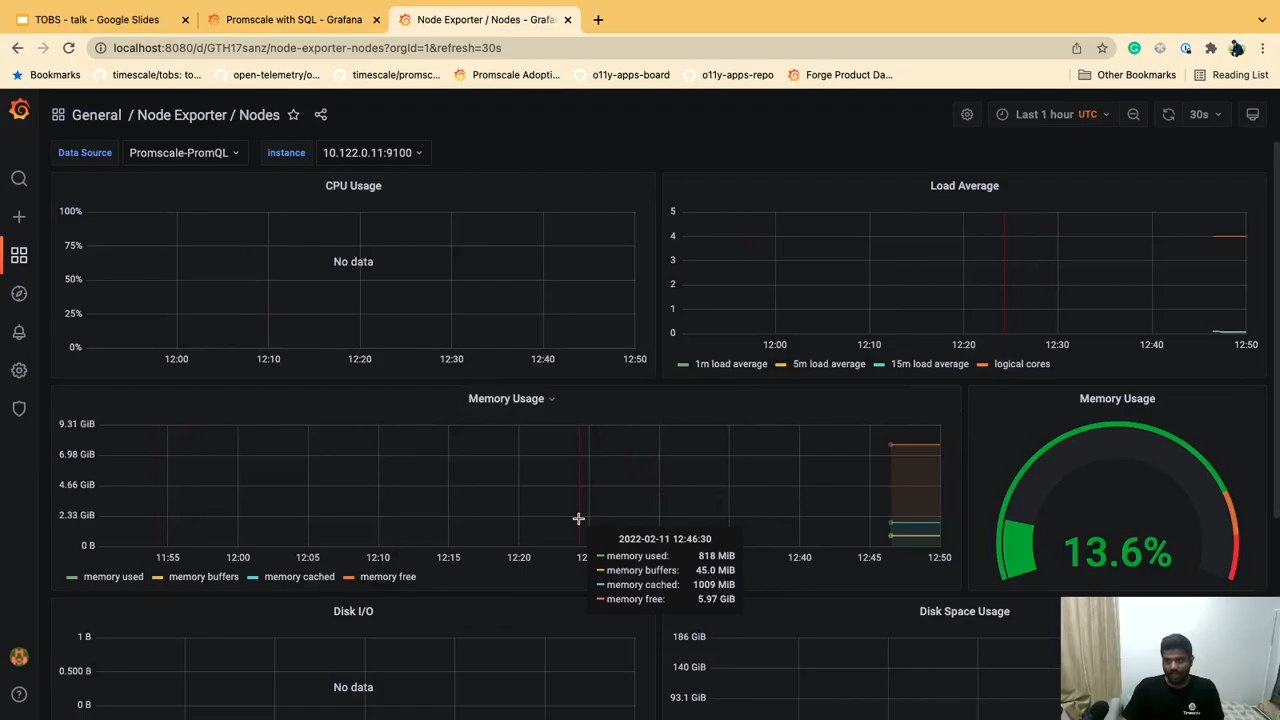 TOBS - talk - Google Slides
Promscale with SQL - Grafana
Node Exporter / Nodes - Grafa
localhost:8080/d/GTH17sanz/node-exporter-nodes?orgId=1&refresh=30s
Bookmarks
timescale/tobs: to...
open-telemetry/o...
timescale/promsc...
Promscale Adopti...
o11y-apps-board
o11y-apps-repo
Forge Product Da...
Other Bookmarks
Reading List
General / Node Exporter / Nodes
Last 1 hour UTC
30s
Data Source
Promscale-PromQL
instance
10.122.0.11:9100
CPU Usage
100%
75%
50%
25%
0%
No data
12:00
12:10
12:20
12:30
12:40
12:50
Load Average
5
4
3
2
1
0
12:00
12:10
12:20
12:30
12:40
12:50
1m load average
5m load average
15m load average
logical cores
Memory Usage
9.31 GiB
6.98 GiB
4.66 GiB
2.33 GiB
0 B
11:55
12:00
12:05
12:10
12:15
12:20
12:40
12:45
12:50
memory used
memory buffers
memory cached
memory free
2022-02-11 12:46:30
memory used: 818 MiB
memory buffers: 45.0 MiB
memory cached: 1009 MiB
memory free: 5.97 GiB
Memory Usage
13.6%
Disk I/O
1 B
0.500 B
0 B
No data
Disk Space Usage
186 GiB
140 GiB
93.1 GiB